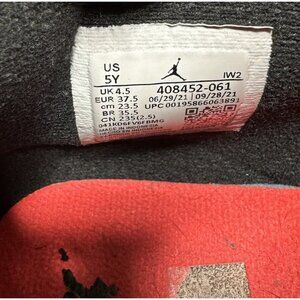 US
5Y
IW2
UK 4.5
EUR 37.5
cm 23.5
BR 35.5
CN 235(2.5)
408452-061
06/29/21 09/28/21
UPC 00195866063891